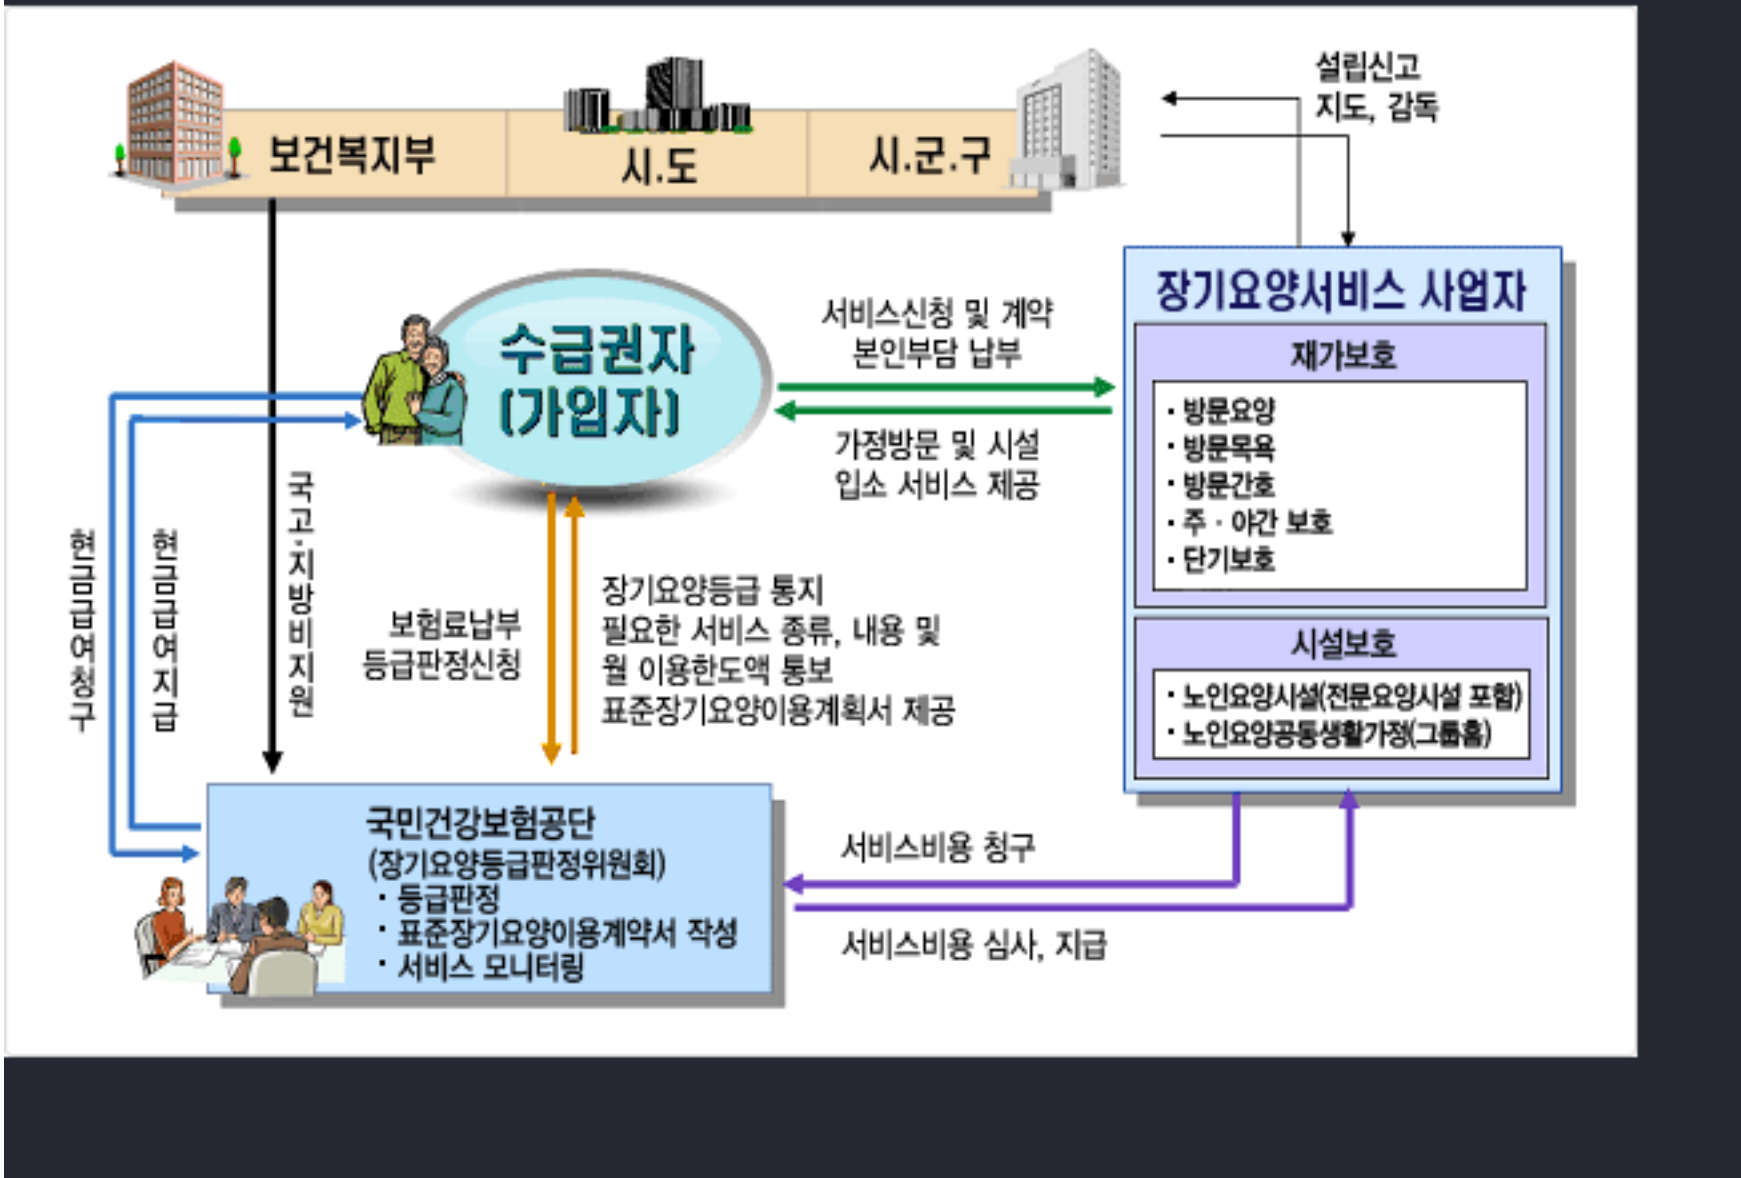 보건복지부
시.도
시.군.구
설립신고
지도, 감독
수급권자
(가입자)
서비스신청 및 계약
본인부담 납부
가정방문 및 시설
입소 서비스 제공
장기요양서비스 사업자
재가보호
· 방문요양
· 방문목욕
· 방문간호
· 주 · 야간 보호
· 단기보호
시설보호
· 노인요양시설(전문요양시설 포함)
· 노인요양공동생활가정(그룹홈)
현금급여청구
현금급여지급
국고·지방비지원
보험료납부
등급판정신청
장기요양등급 통지
필요한 서비스 종류, 내용 및
월 이용한도액 통보
표준장기요양이용계획서 제공
국민건강보험공단
(장기요양등급판정위원회)
· 등급판정
· 표준장기요양이용계약서 작성
· 서비스 모니터링
서비스비용 청구
서비스비용 심사, 지급